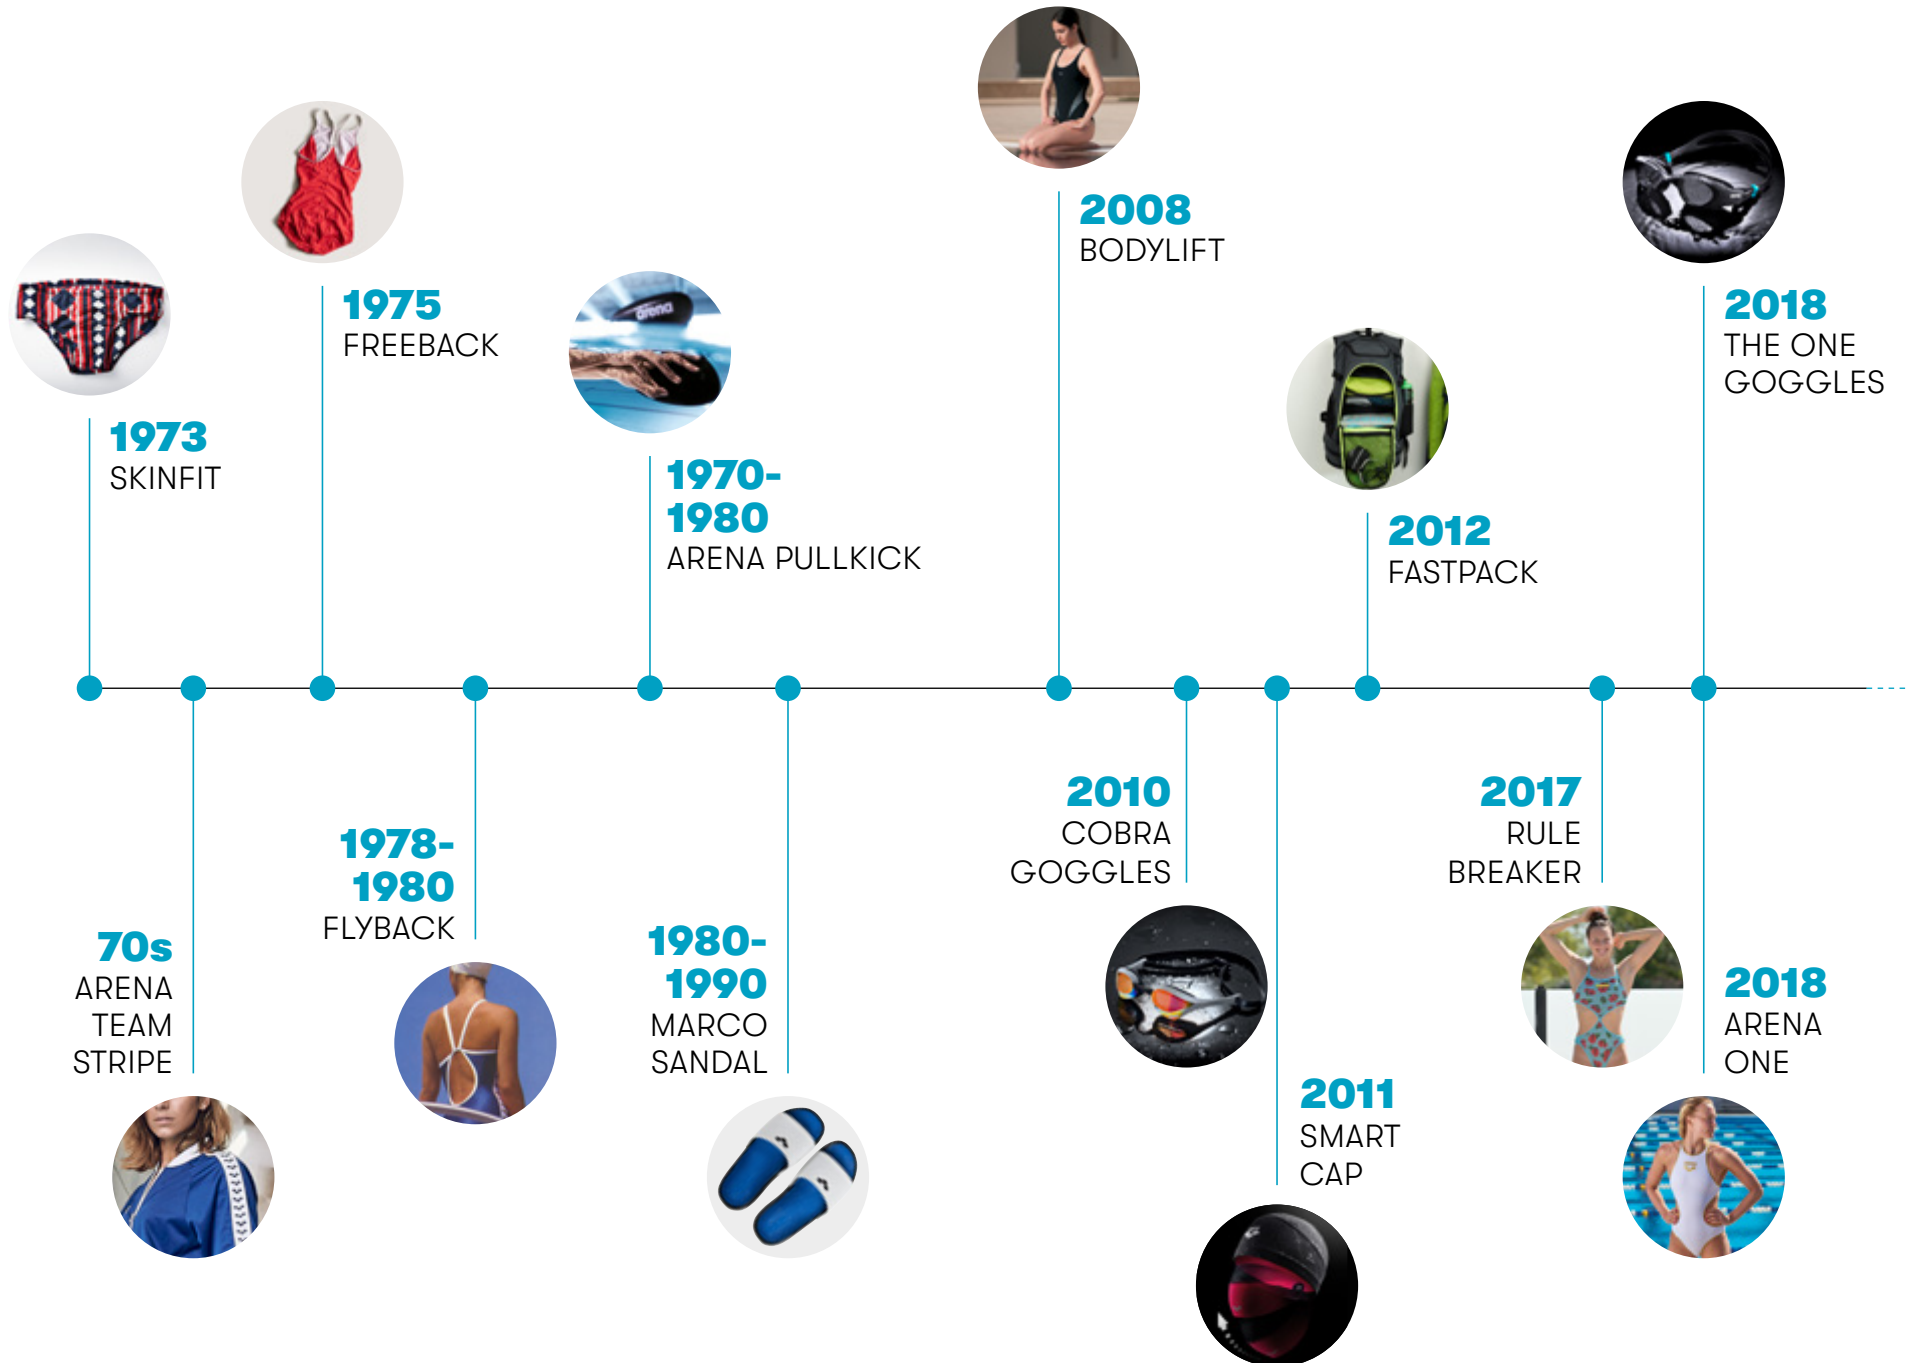 1973
SKINFIT
70s
ARENA
TEAM
STRIPE
1975
FREEBACK
1978-
1980
FLYBACK
arena
1970-
1980
ARENA PULLKICK
1980-
1990
MARCO
SANDAL
2008
BODYLIFT
2010
COBRA
GOGGLES
2011
SMART
CAP
2012
FASTPACK
2017
RULE
BREAKER
2018
THE ONE
GOGGLES
2018
ARENA
ONE